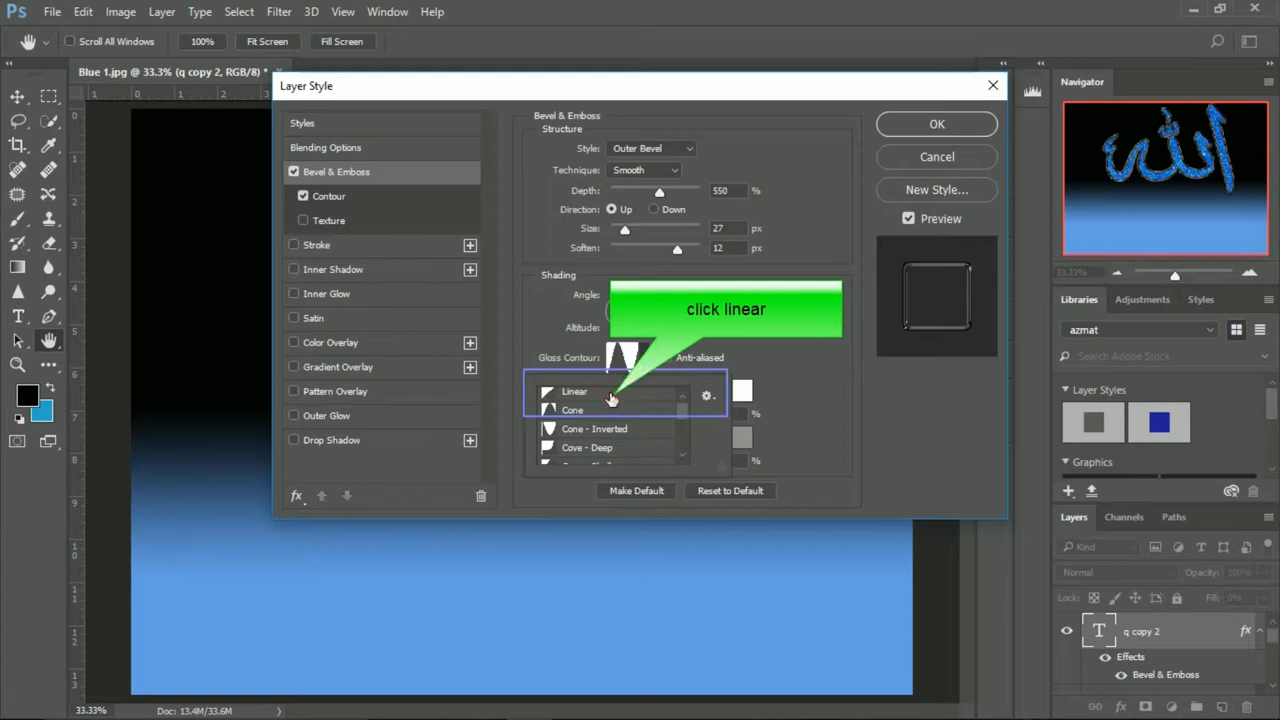 Ps File Edit Image Layer Type Select Filter 3D View Window Help
Scroll All Windows 100% Fit Screen Fill Screen
Blue 1.jpg @ 33.3% (q copy 2, RGB/8) *
Layer Style
Styles
Blending Options
Bevel & Emboss
Contour
Texture
Stroke
Inner Shadow
Inner Glow
Satin
Color Overlay
Gradient Overlay
Pattern Overlay
Outer Glow
Drop Shadow
fx
Bevel & Emboss
Structure
Style: Outer Bevel
Technique: Smooth
Depth: 550 %
Direction: Up Down
Size: 27 px
Soften: 12 px
Shading
Angle:
Altitude:
click linear
Gloss Contour: Anti-aliased
Linear
Cone
Cone - Inverted
Cove - Deep
%
%
Make Default Reset to Default
OK
Cancel
New Style...
Preview
Navigator
الله
33.33%
Libraries Adjustments Styles
azmat
Search Adobe Stock
Layer Styles
Graphics
Layers Channels Paths
Kind
Normal Opacity: 100%
Lock: Fill: 0%
T q copy 2 fx
Effects
Bevel & Emboss
33.33% Doc: 13.4M/33.6M